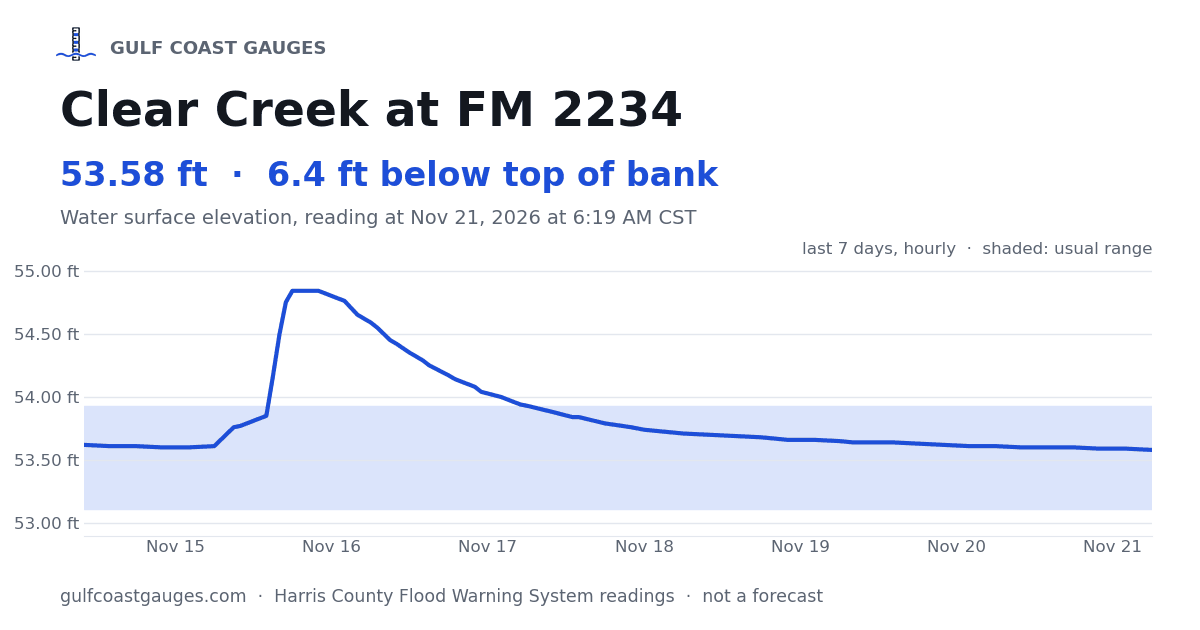 GULF COAST GAUGES
Clear Creek at FM 2234
53.58 ft · 6.4 ft below top of bank
Water surface elevation, reading at Nov 21, 2026 at 6:19 AM CST
last 7 days, hourly · shaded: usual range
55.00 ft
54.50 ft
54.00 ft
53.50 ft
53.00 ft
Nov 15 Nov 16 Nov 17 Nov 18 Nov 19 Nov 20 Nov 21
gulfcoastgauges.com · Harris County Flood Warning System readings · not a forecast